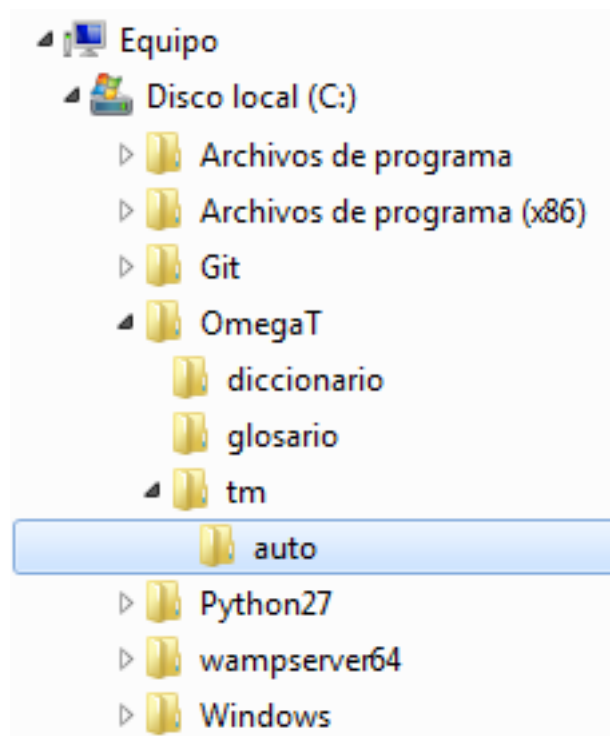 Equipo
Disco local (C:)
Archivos de programa
Archivos de programa (x86)
Git
OmegaT
diccionario
glosario
tm
auto
Python27
wampserver64
Windows